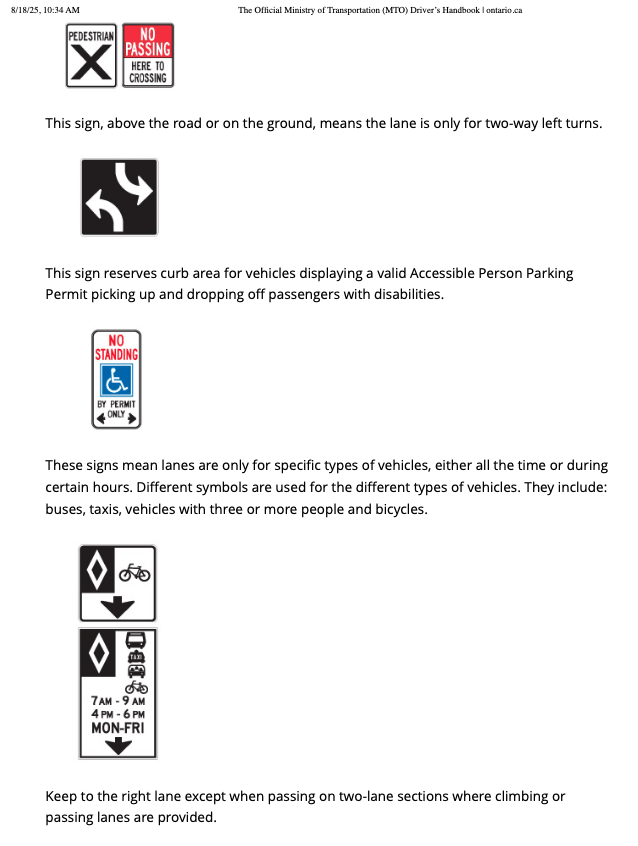 8/18/25, 10:34 AM
The Official Ministry of Transportation (MTO) Driver's Handbook | ontario.ca
PEDESTRIAN
X
NO
PASSING
HERE TO
CROSSING
This sign, above the road or on the ground, means the lane is only for two-way left turns.
This sign reserves curb area for vehicles displaying a valid Accessible Person Parking
Permit picking up and dropping off passengers with disabilities.
NO
STANDING
BY PERMIT
ONLY
These signs mean lanes are only for specific types of vehicles, either all the time or during
certain hours. Different symbols are used for the different types of vehicles. They include:
buses, taxis, vehicles with three or more people and bicycles.
TAXI
7 AM - 9 AM
4 PM - 6 PM
MON-FRI
Keep to the right lane except when passing on two-lane sections where climbing or
passing lanes are provided.